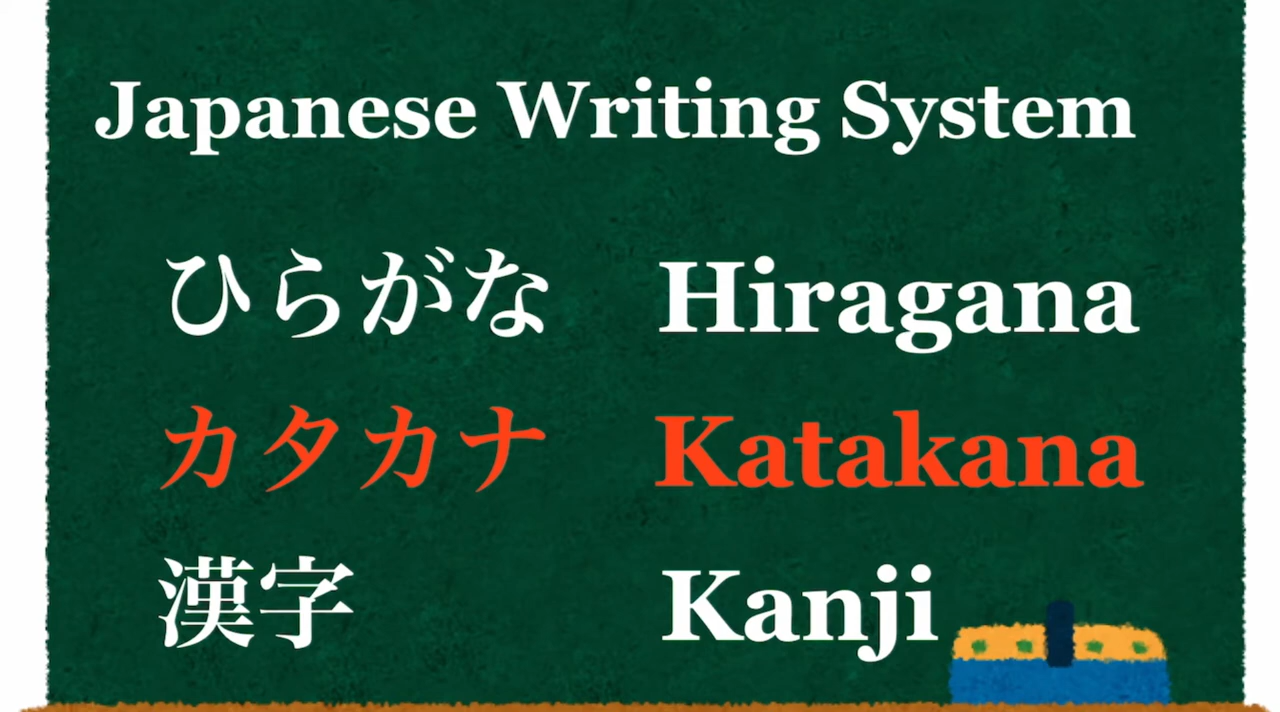 Japanese Writing System
ひらがな Hiragana
カタカナ Katakana
漢字 Kanji